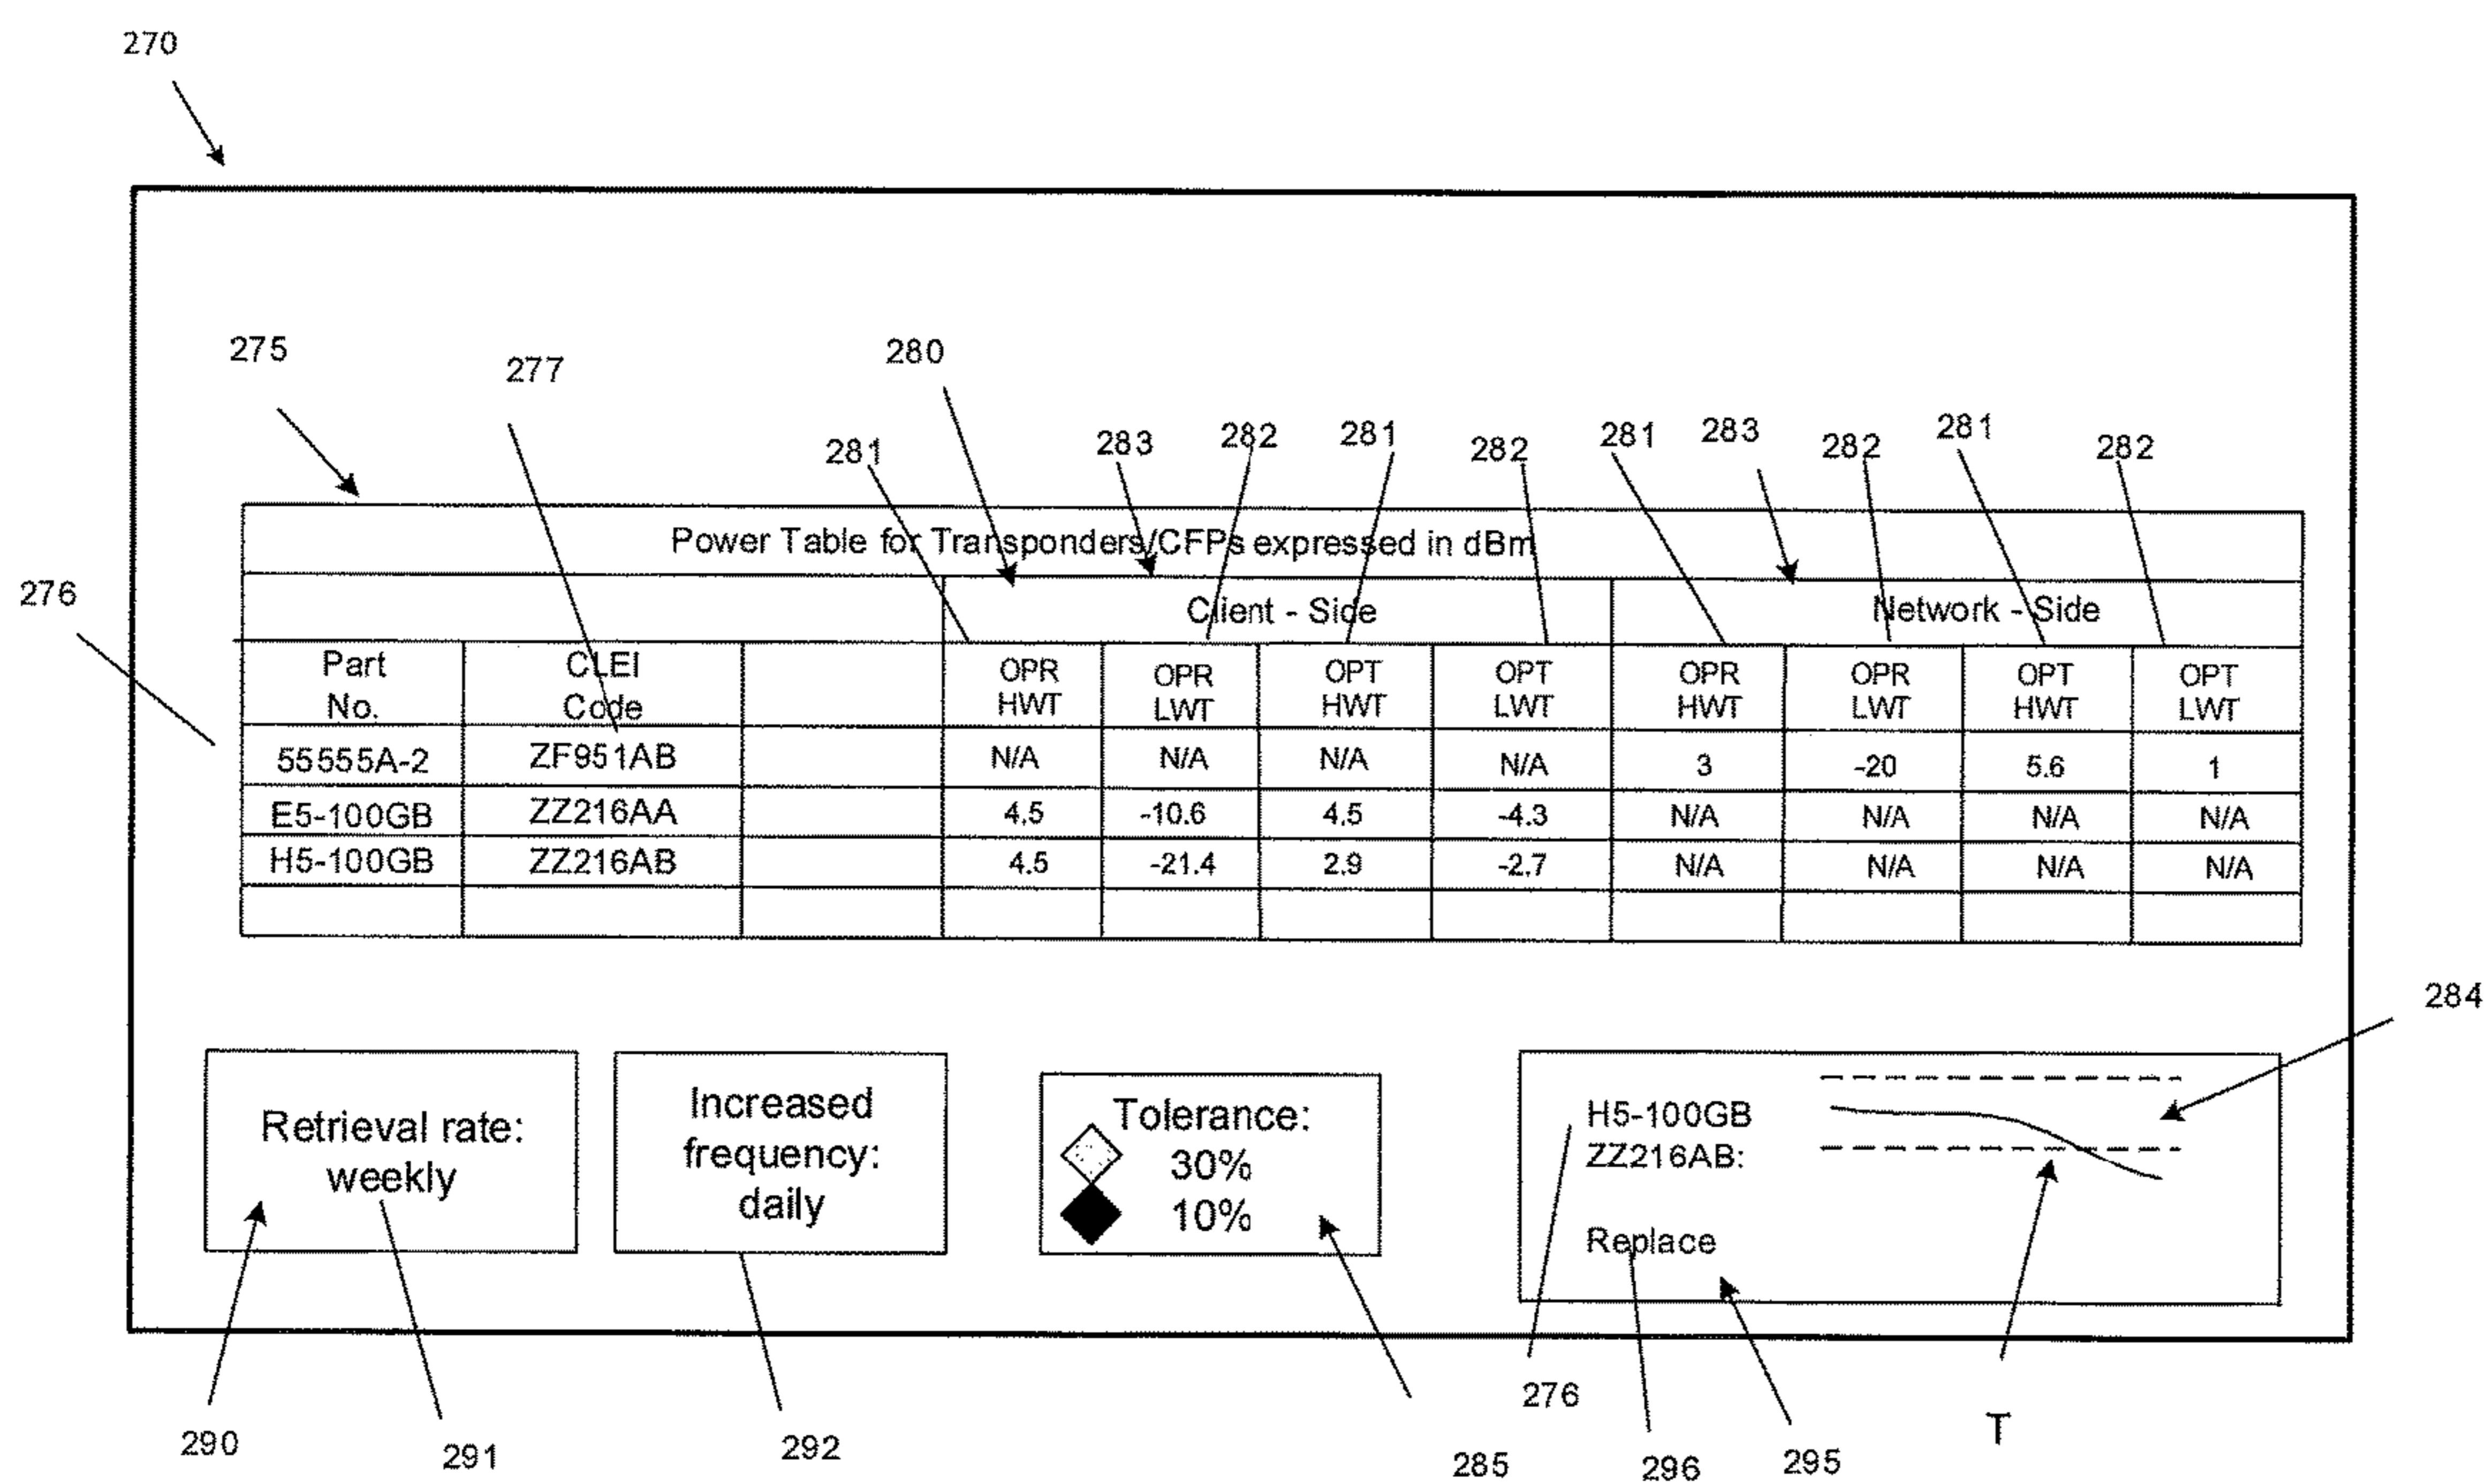 270
275
277
280
281
283
282
281
282
281
283
282
281
282
276
Power Table for Transponders/CFPs expressed in dBm
Client - Side Network - Side
Part No. CLEI Code OPR HWT OPR LWT OPT HWT OPT LWT OPR HWT OPR LWT OPT HWT OPT LWT
55555A-2 ZF951AB N/A N/A N/A N/A 3 -20 5.6 1
E5-100GB ZZ216AA 4.5 -10.6 4.5 -4.3 N/A N/A N/A N/A
H5-100GB ZZ216AB 4.5 -21.4 2.9 -2.7 N/A N/A N/A N/A
284
Retrieval rate:
weekly
Increased
frequency:
daily
Tolerance:
30%
10%
H5-100GB
ZZ216AB:
Replace
290
291
292
285
276
296
295
T